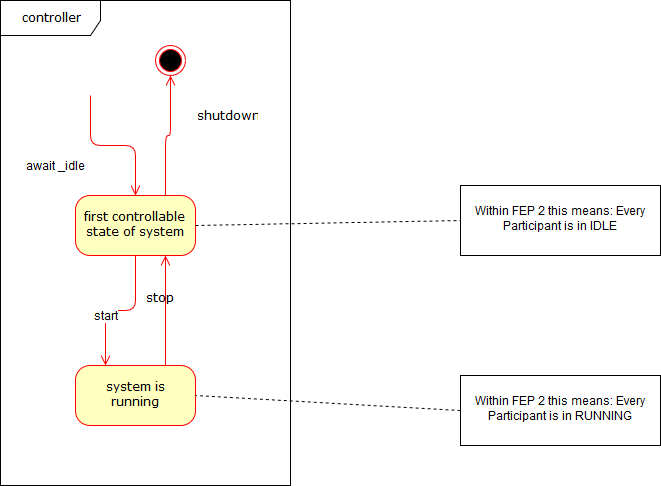 controller
shutdown
await _idle
first controllable
state of system
Within FEP 2 this means: Every
Participant is in IDLE
stop
start
system is
running
Within FEP 2 this means: Every
Participant is in RUNNING